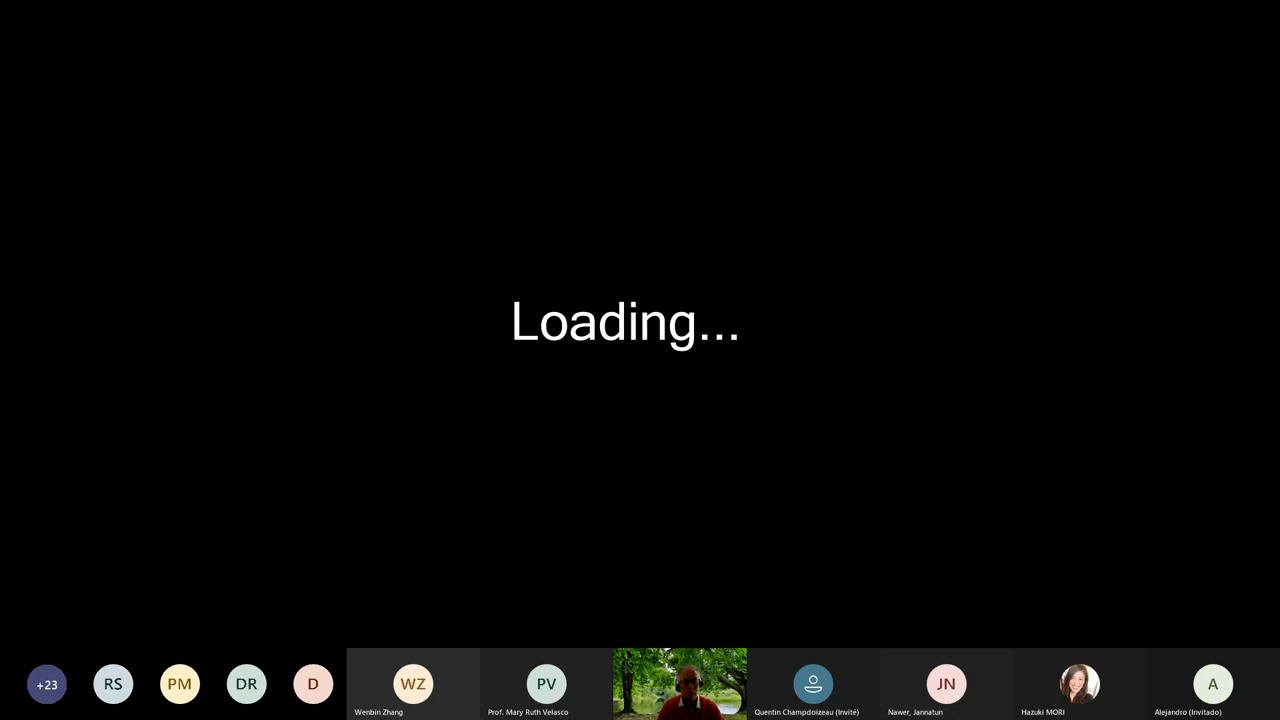 Loading...
+23
RS
PM
DR
D
WZ
Wenbin Zhang
PV
Prof. Mary Ruth Velasco
Quentin Champdoizeau (Invité)
JN
Nawer, Jannatun
Hazuki MORI
A
Alejandro (Invitado)